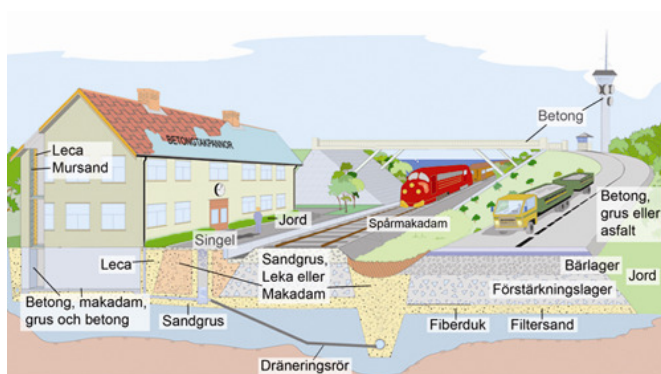 BETONGTAKPANNOR
Betong
Leca
Mursand
Jord
Singel
Spårmakadam
Betong,
grus eller
asfalt
Leca
Sandgrus,
Leka eller
Makadam
Bärlager
Jord
Förstärkningslager
Betong, makadam,
grus och betong
Sandgrus
Fiberduk
Filtersand
Dräneringsrör